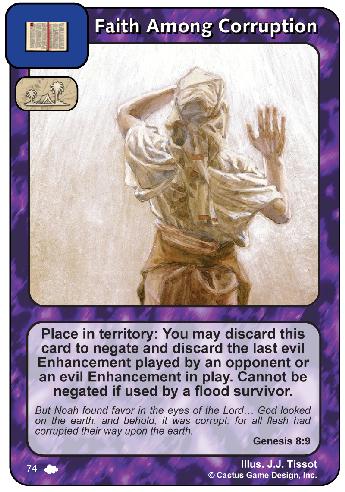 Faith Among Corruption
Place in territory: You may discard this
card to negate and discard the last evil
Enhancement played by an opponent or
an evil Enhancement in play. Cannot be
negated if used by a flood survivor.
But Noah found favor in the eyes of the Lord... God looked
on the earth, and behold, it was corrupt; for all flesh had
corrupted their way upon the earth.
Genesis 8:9
74
Illus. J.J. Tissot
© Cactus Game Design, Inc.